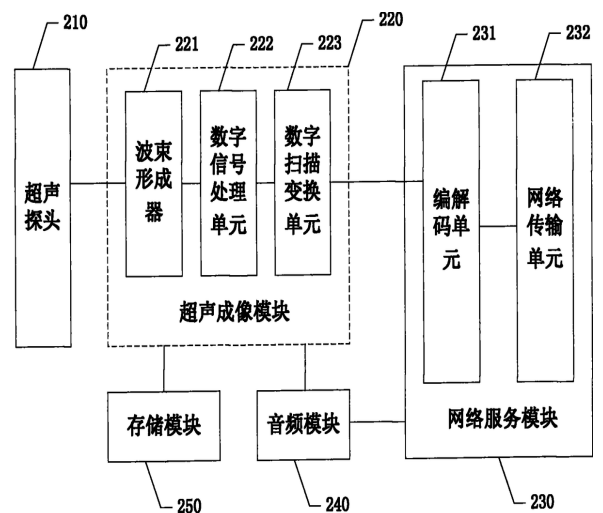 210
221
222
223
220
231
232
超声
探头
波束
形成
器
数字
信号
处理
单元
数字
扫描
变换
单元
超声成像模块
编解
码单
元
网络
传输
单元
网络服务模块
存储模块
音频模块
250
240
230